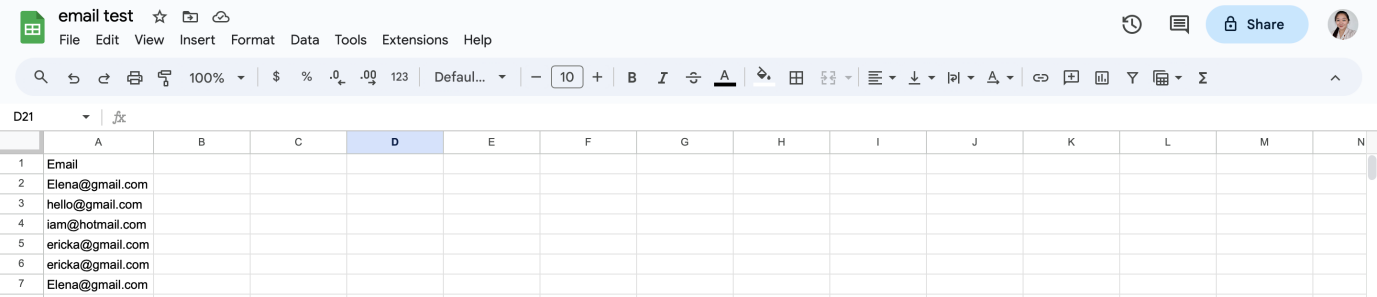 email test
File Edit View Insert Format Data Tools Extensions Help
Share
100% $ % .0 .00 123 Defaul... 10 B I A
D21 fx
A B C D E F G H I J K L M N
1 Email
2 Elena@gmail.com
3 hello@gmail.com
4 iam@hotmail.com
5 ericka@gmail.com
6 ericka@gmail.com
7 Elena@gmail.com